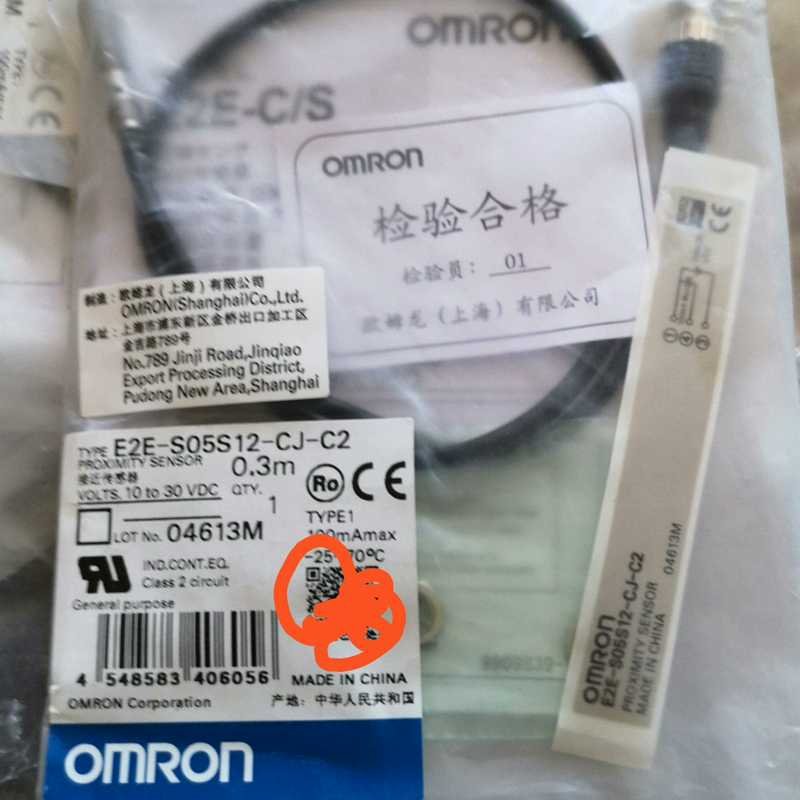 OMRON
E2E-C/S
OMRON
检验合格
检验员：01
欧姆龙（上海）有限公司
制造：欧姆龙（上海）有限公司
OMRON(Shanghai)Co.,Ltd.
地址：上海市浦东新区金桥出口加工区
金吉路789号
No.789 Jinji Road,Jinqiao
Export Processing District,
Pudong New Area,Shanghai
TYPE E2E-S05S12-CJ-C2
PROXIMITY SENSOR 0.3m
接近传感器
VOLTS. 10 to 30 VDC QTY. 1
LOT No. 04613M
TYPE1
100mAmax
-25 70°C
IND.CONT.EQ.
Class 2 circuit
General purpose
4 548583 406056
MADE IN CHINA
OMRON Corporation
产地：中华人民共和国
OMRON
OMRON
E2E-S05S12-CJ-C2
PROXIMITY SENSOR 04613M
MADE IN CHINA